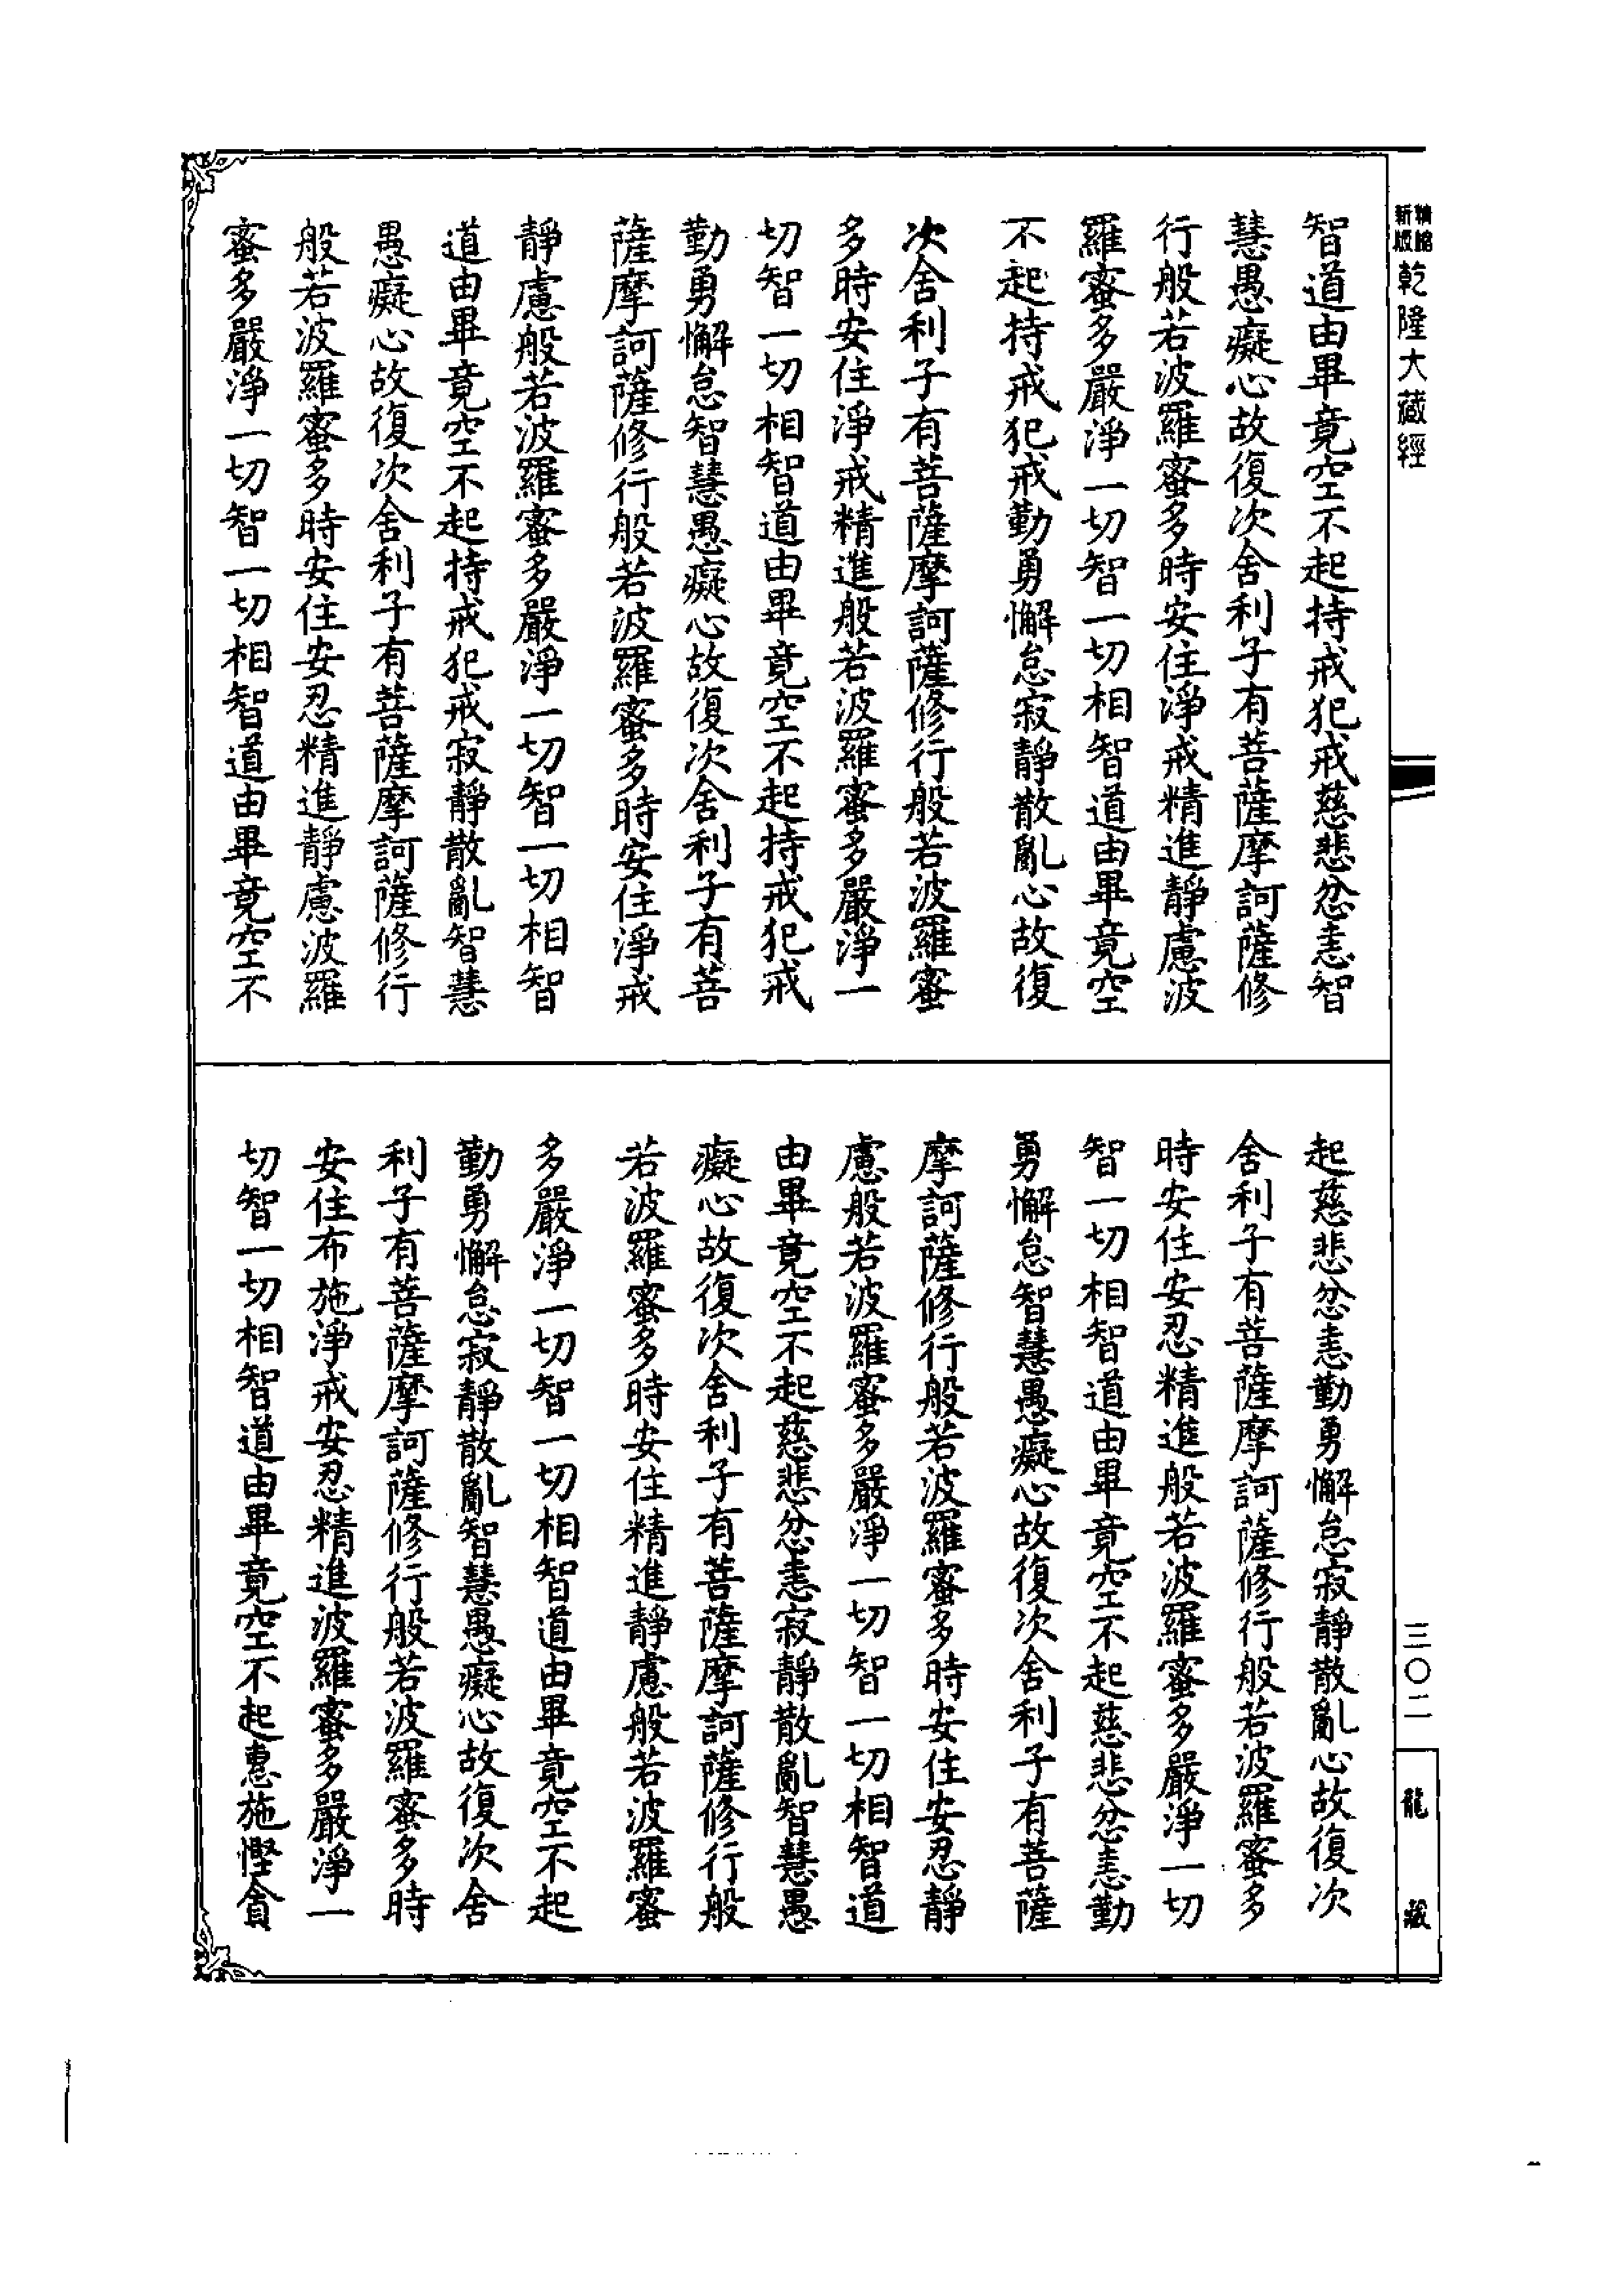 精繕新版乾隆大藏經
智道由畢竟空不起持戒犯戒慈悲忿恚智
慧愚癡心故復次舍利子有菩薩摩訶薩修
行般若波羅蜜多時安住淨戒精進靜慮波
羅蜜多嚴淨一切智一切相智道由畢竟空
不起持戒犯戒勤勇懈怠寂靜散亂心故復
次舍利子有菩薩摩訶薩修行般若波羅蜜
多時安住淨戒精進般若波羅蜜多嚴淨一
切智一切相智道由畢竟空不起持戒犯戒
勤勇懈怠智慧愚癡心故復次舍利子有菩
薩摩訶薩修行般若波羅蜜多時安住淨戒
靜慮般若波羅蜜多嚴淨一切智一切相智
道由畢竟空不起持戒犯戒寂靜散亂智慧
愚癡心故復次舍利子有菩薩摩訶薩修行
般若波羅蜜多時安住安忍精進靜慮波羅
蜜多嚴淨一切智一切相智道由畢竟空不
起慈悲忿恚勤勇懈怠寂靜散亂心故復次
舍利子有菩薩摩訶薩修行般若波羅蜜多
時安住安忍精進般若波羅蜜多嚴淨一切
智一切相智道由畢竟空不起慈悲忿恚勤
勇懈怠智慧愚癡心故復次舍利子有菩薩
摩訶薩修行般若波羅蜜多時安住安忍靜
慮般若波羅蜜多嚴淨一切智一切相智道
由畢竟空不起慈悲忿恚寂靜散亂智慧愚
癡心故復次舍利子有菩薩摩訶薩修行般
若波羅蜜多時安住精進靜慮般若波羅蜜
多嚴淨一切智一切相智道由畢竟空不起
勤勇懈怠寂靜散亂智慧愚癡心故復次舍
利子有菩薩摩訶薩修行般若波羅蜜多時
安住布施淨戒安忍精進波羅蜜多嚴淨一
切智一切相智道由畢竟空不起惠施慳貪
三〇二
龍藏